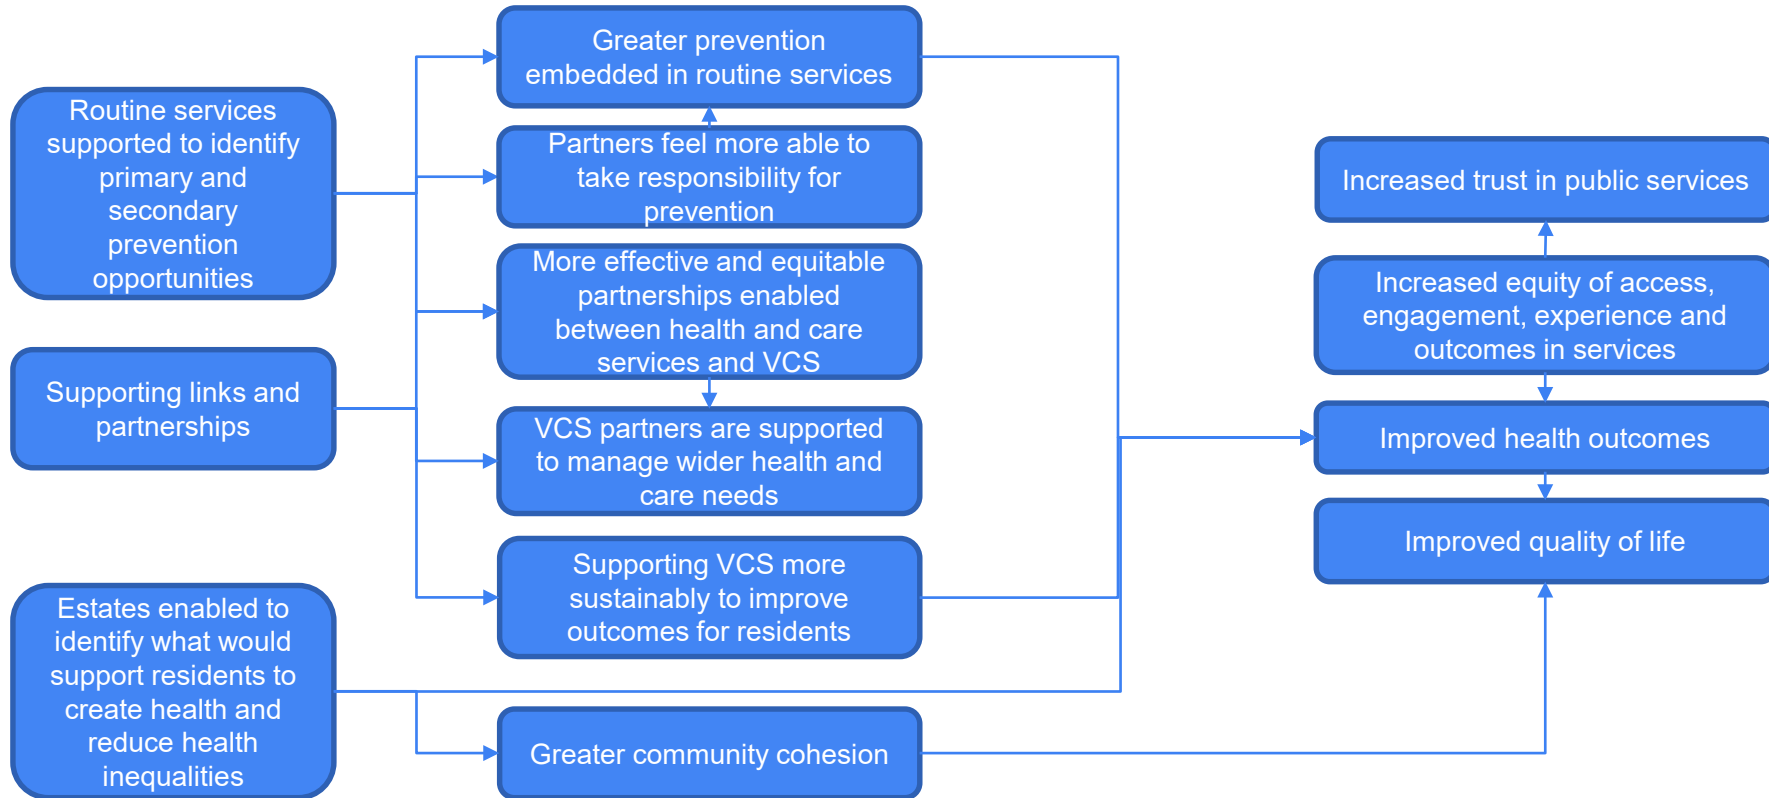 Routine services
supported to identify
primary and
secondary
prevention
opportunities
Supporting links and
partnerships
Estates enabled to
identify what would
support residents to
create health and
reduce health
inequalities
Greater prevention
embedded in routine services
Partners feel more able to
take responsibility for
prevention
More effective and equitable
partnerships enabled
between health and care
services and VCS
VCS partners are supported
to manage wider health and
care needs
Supporting VCS more
sustainably to improve
outcomes for residents
Greater community cohesion
Increased trust in public services
Increased equity of access,
engagement, experience and
outcomes in services
Improved health outcomes
Improved quality of life